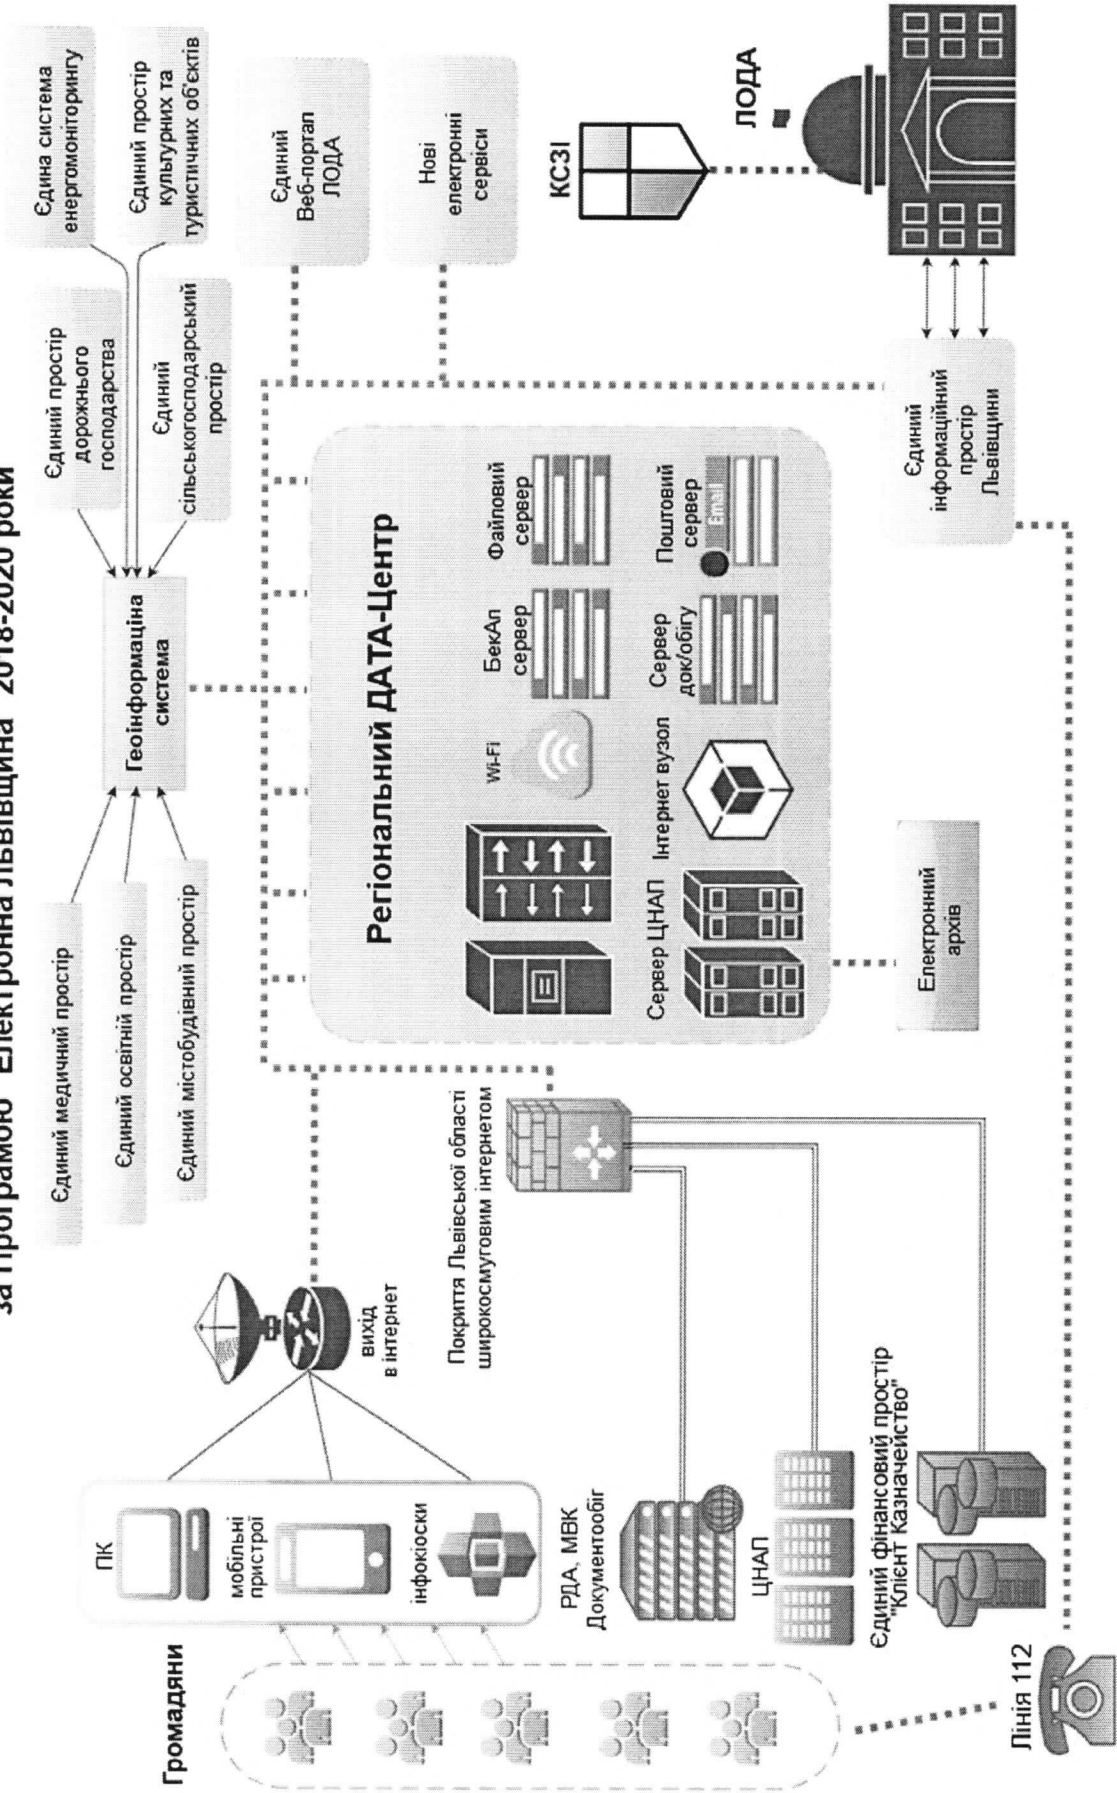 за Програмою "Електронна Львівщина" 2018-2020 роки
Єдиний медичний простір
Єдиний освітній простір
Єдиний містобудівний простір
Геоінформаціна
система
Єдиний простір
дорожнього
господарства
Єдиний
сільськогосподарський
простір
Єдина система
енергомоніторингу
Єдиний простір
культурних та
туристичних об'єктів
Єдиний
Веб-портал
ЛОДА
Нові
електронні
сервіси
КСЗІ
ЛОДА
Єдиний
інформаційний
простір
Львівщини
Регіональний ДАТА-Центр
Wi-Fi
БекАп
сервер
Файловий
сервер
Сервер ЦНАП
Інтернет вузол
Сервер
док/обігу
Поштовий
сервер
Email
Електронний
архів
вихід
в інтернет
Покриття Львівської області
широкосмуговим інтернетом
Громадяни
ПК
мобільні
пристрої
інфокіоски
РДА, МВК
Документообіг
ЦНАП
Єдиний фінансовий простір
"Клієнт Казначейство"
Лінія 112